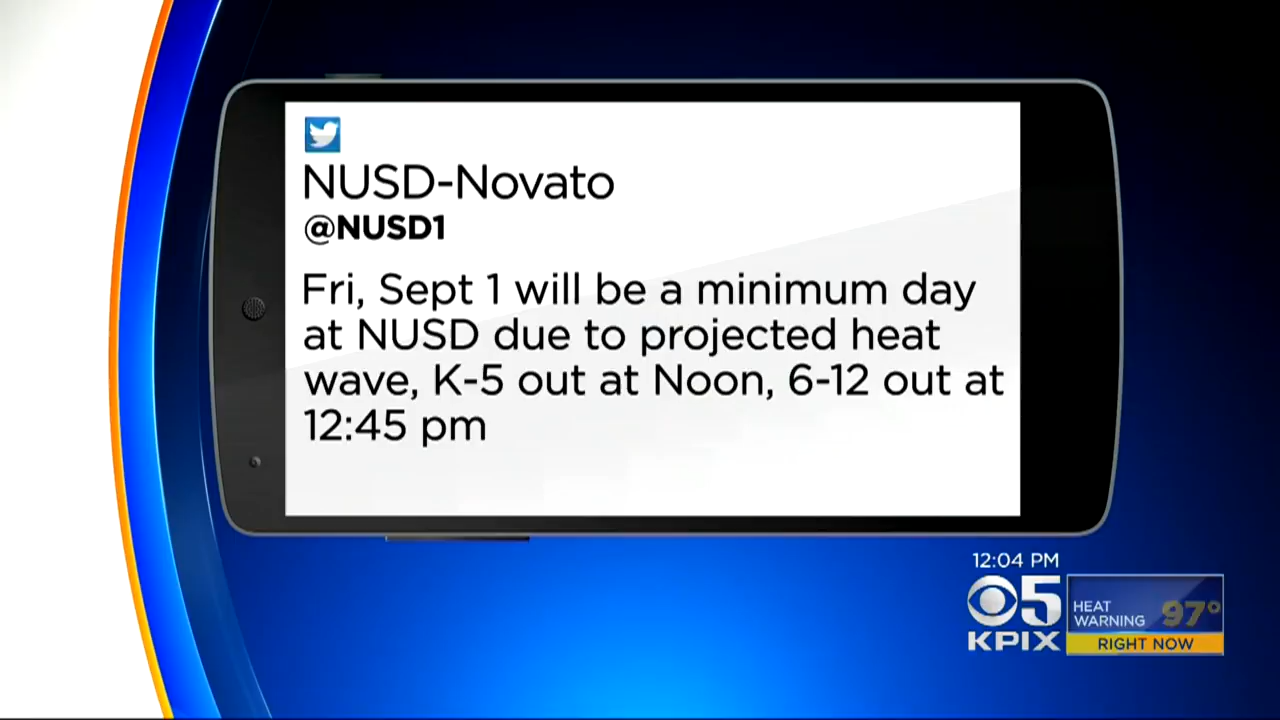 NUSD-Novato
@NUSD1
Fri, Sept 1 will be a minimum day
at NUSD due to projected heat
wave, K-5 out at Noon, 6-12 out at
12:45 pm
12:04 PM
5
KPIX
HEAT
WARNING
97°
RIGHT NOW